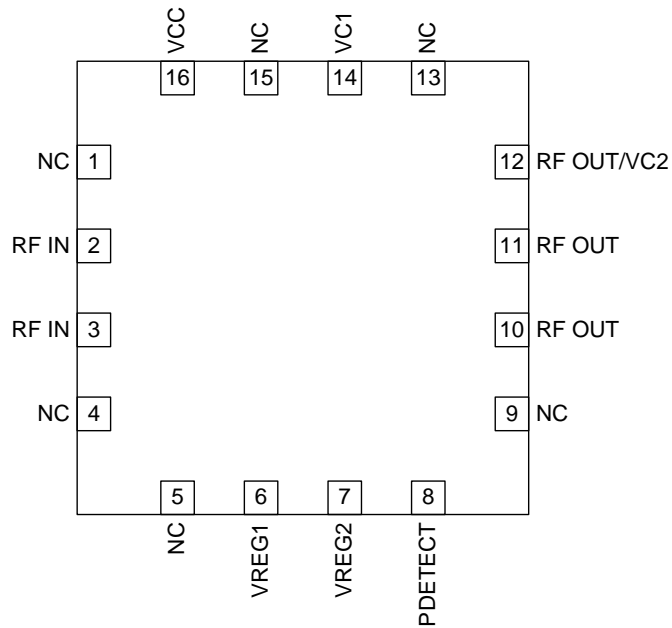 VCC
NC
VC1
NC
16
15
14
13
NC 1
12 RF OUT/VC2
RF IN 2
11 RF OUT
RF IN 3
10 RF OUT
NC 4
9 NC
5
6
7
8
NC
VREG1
VREG2
PDETECT